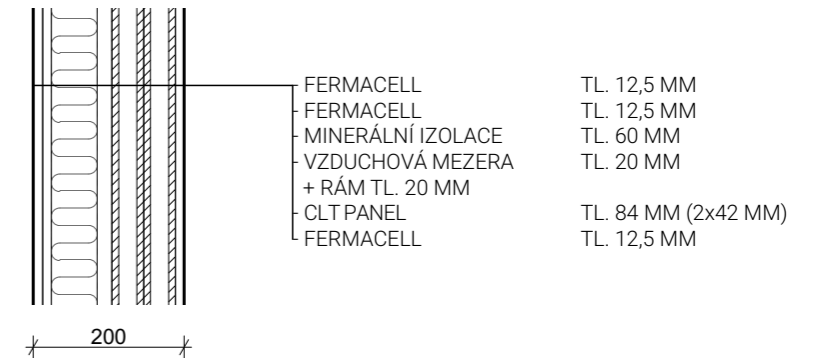 FERMACELL TL. 12,5 MM
FERMACELL TL. 12,5 MM
MINERÁLNÍ IZOLACE TL. 60 MM
VZDUCHOVÁ MEZERA TL. 20 MM
+ RÁM TL. 20 MM
CLT PANEL TL. 84 MM (2x42 MM)
FERMACELL TL. 12,5 MM
200